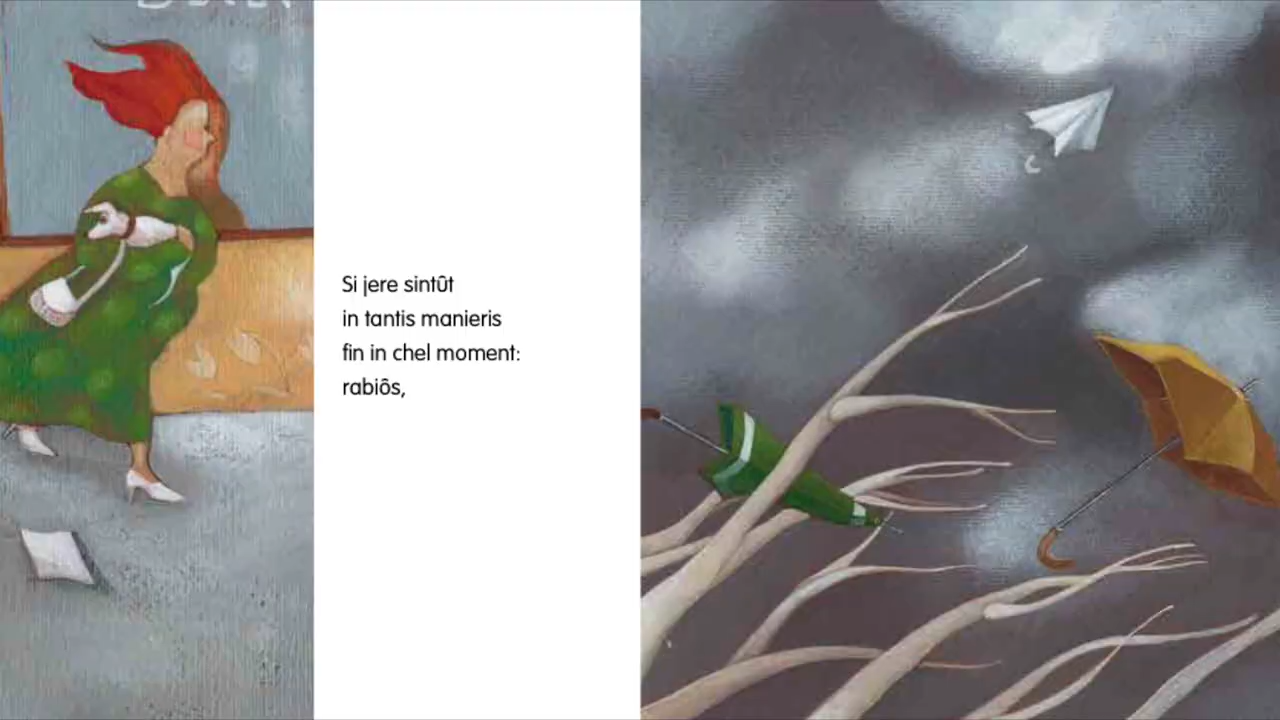 Si jere sintût
in tantis manieris
fin in chel moment:
rabiôs,